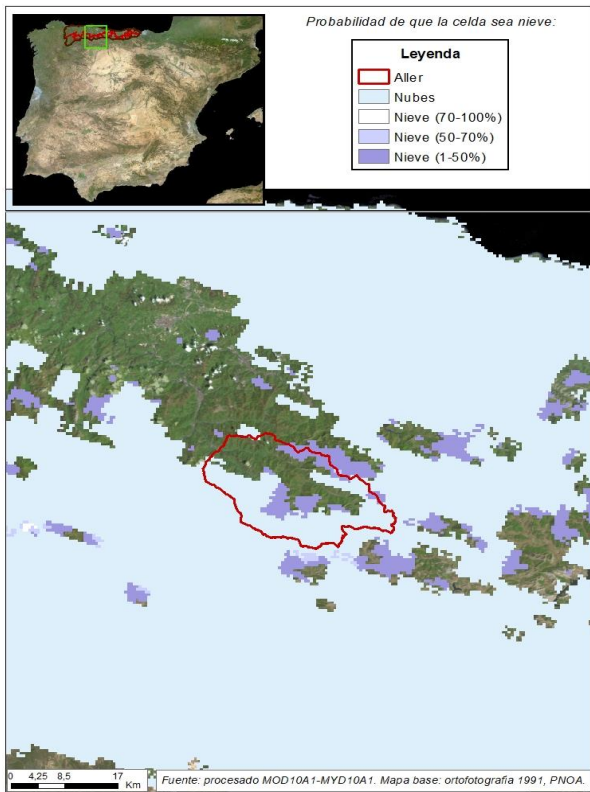 Probabilidad de que la celda sea nieve:
Leyenda
Aller
Nubes
Nieve (70-100%)
Nieve (50-70%)
Nieve (1-50%)
0 4,25 8,5 17
Km
Fuente: procesado MOD10A1-MYD10A1. Mapa base: ortofotografia 1991, PNOA.